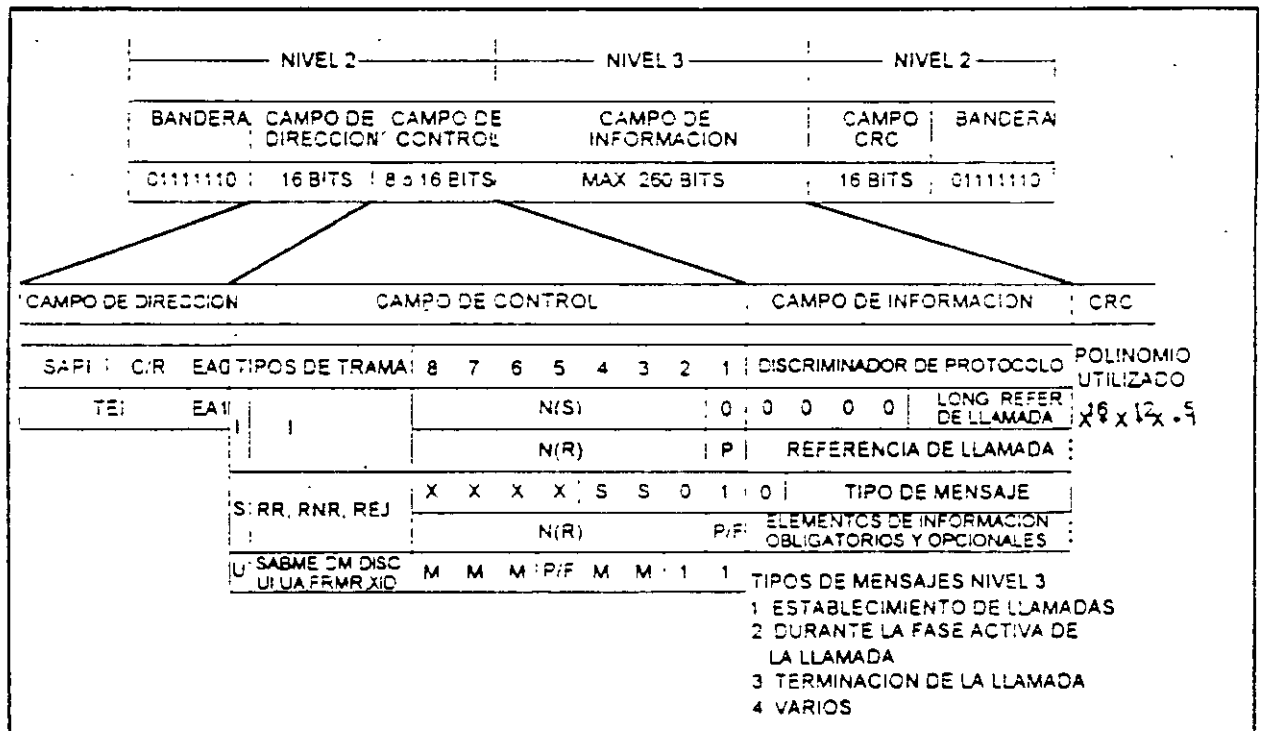 NIVEL 2 NIVEL 3 NIVEL 2
BANDERA CAMPO DE DIRECCION CAMPO DE CONTROL CAMPO DE INFORMACION CAMPO CRC BANDERA
01111110 16 BITS 8 o 16 BITS MAX 260 BITS 16 BITS 01111110
CAMPO DE DIRECCION CAMPO DE CONTROL CAMPO DE INFORMACION CRC
SAPI C/R EA0 TIPOS DE TRAMA 8 7 6 5 4 3 2 1 DISCRIMINADOR DE PROTOCOLO POLINOMIO UTILIZADO
TEI EA1 I I N(S) 0 0 0 0 0 LONG REFER DE LLAMADA
N(R) P REFERENCIA DE LLAMADA
S RR, RNR, REJ X X X X S S 0 1 0 TIPO DE MENSAJE
N(R) P/F ELEMENTOS DE INFORMACION OBLIGATORIOS Y OPCIONALES
U SABME DM DISC UI UA FRMR XID M M M P/F M M 1 1
TIPOS DE MENSAJES NIVEL 3
1 ESTABLECIMIENTO DE LLAMADAS
2 DURANTE LA FASE ACTIVA DE
LA LLAMADA
3 TERMINACION DE LA LLAMADA
4 VARIOS